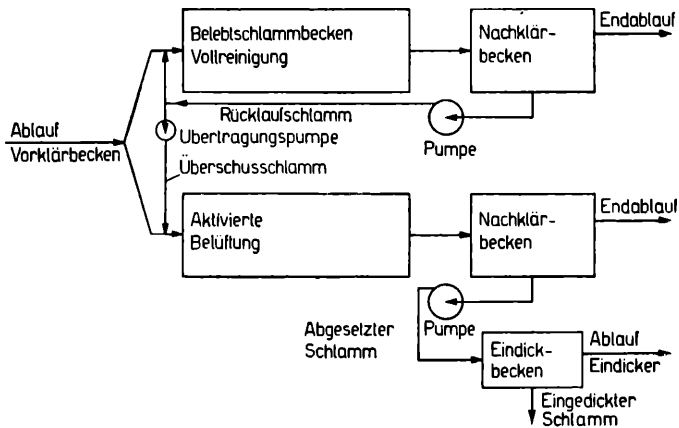 Belebtschlammbecken
Vollreinigung
Nachklär-
becken
Endablauf
Rücklaufschlamm
Pumpe
Ablauf
Vorklärbecken
Übertragungspumpe
Überschusschlamm
Aktivierte
Belüftung
Nachklär-
becken
Endablauf
Pumpe
Abgesetzter
Schlamm
Eindick-
becken
Ablauf
Eindicker
Eingedickter
Schlamm